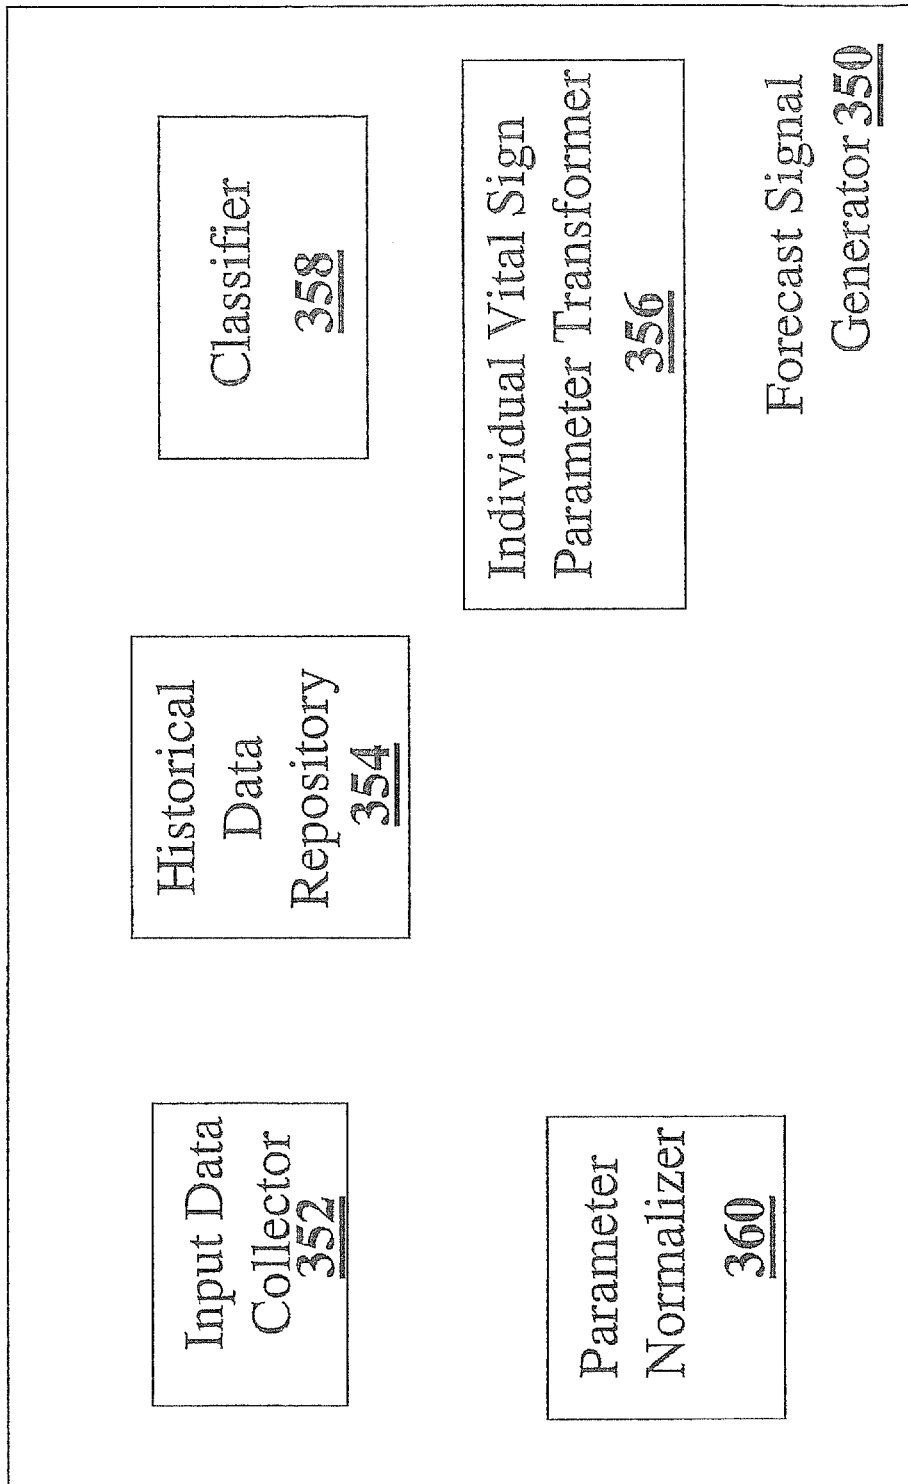 Input Data
Collector
352
Historical
Data
Repository
354
Classifier
358
Parameter
Normalizer
360
Individual Vital Sign
Parameter Transformer
356
Forecast Signal
Generator 350